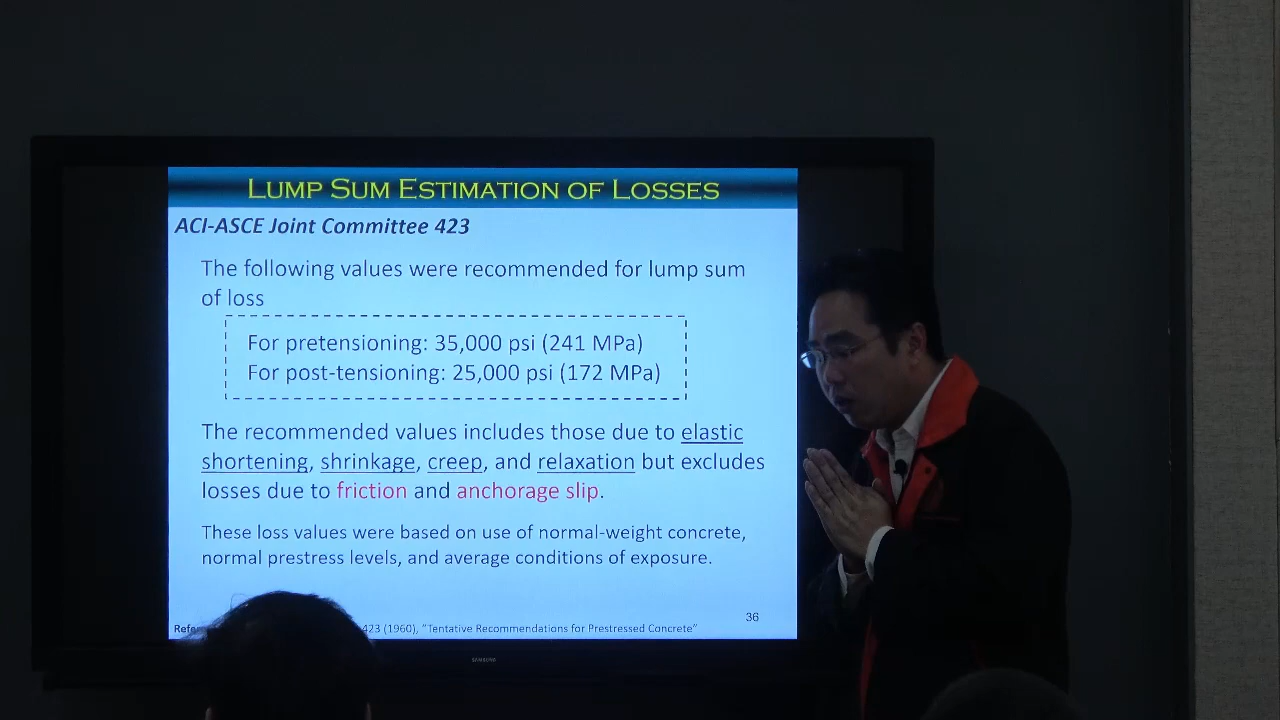 LUMP SUM ESTIMATION OF LOSSES
ACI-ASCE Joint Committee 423
The following values were recommended for lump sum
of loss
For pretensioning: 35,000 psi (241 MPa)
For post-tensioning: 25,000 psi (172 MPa)
The recommended values includes those due to elastic
shortening, shrinkage, creep, and relaxation but excludes
losses due to friction and anchorage slip.
These loss values were based on use of normal-weight concrete,
normal prestress levels, and average conditions of exposure.
36
423 (1960), "Tentative Recommendations for Prestressed Concrete"
SAMSUNG